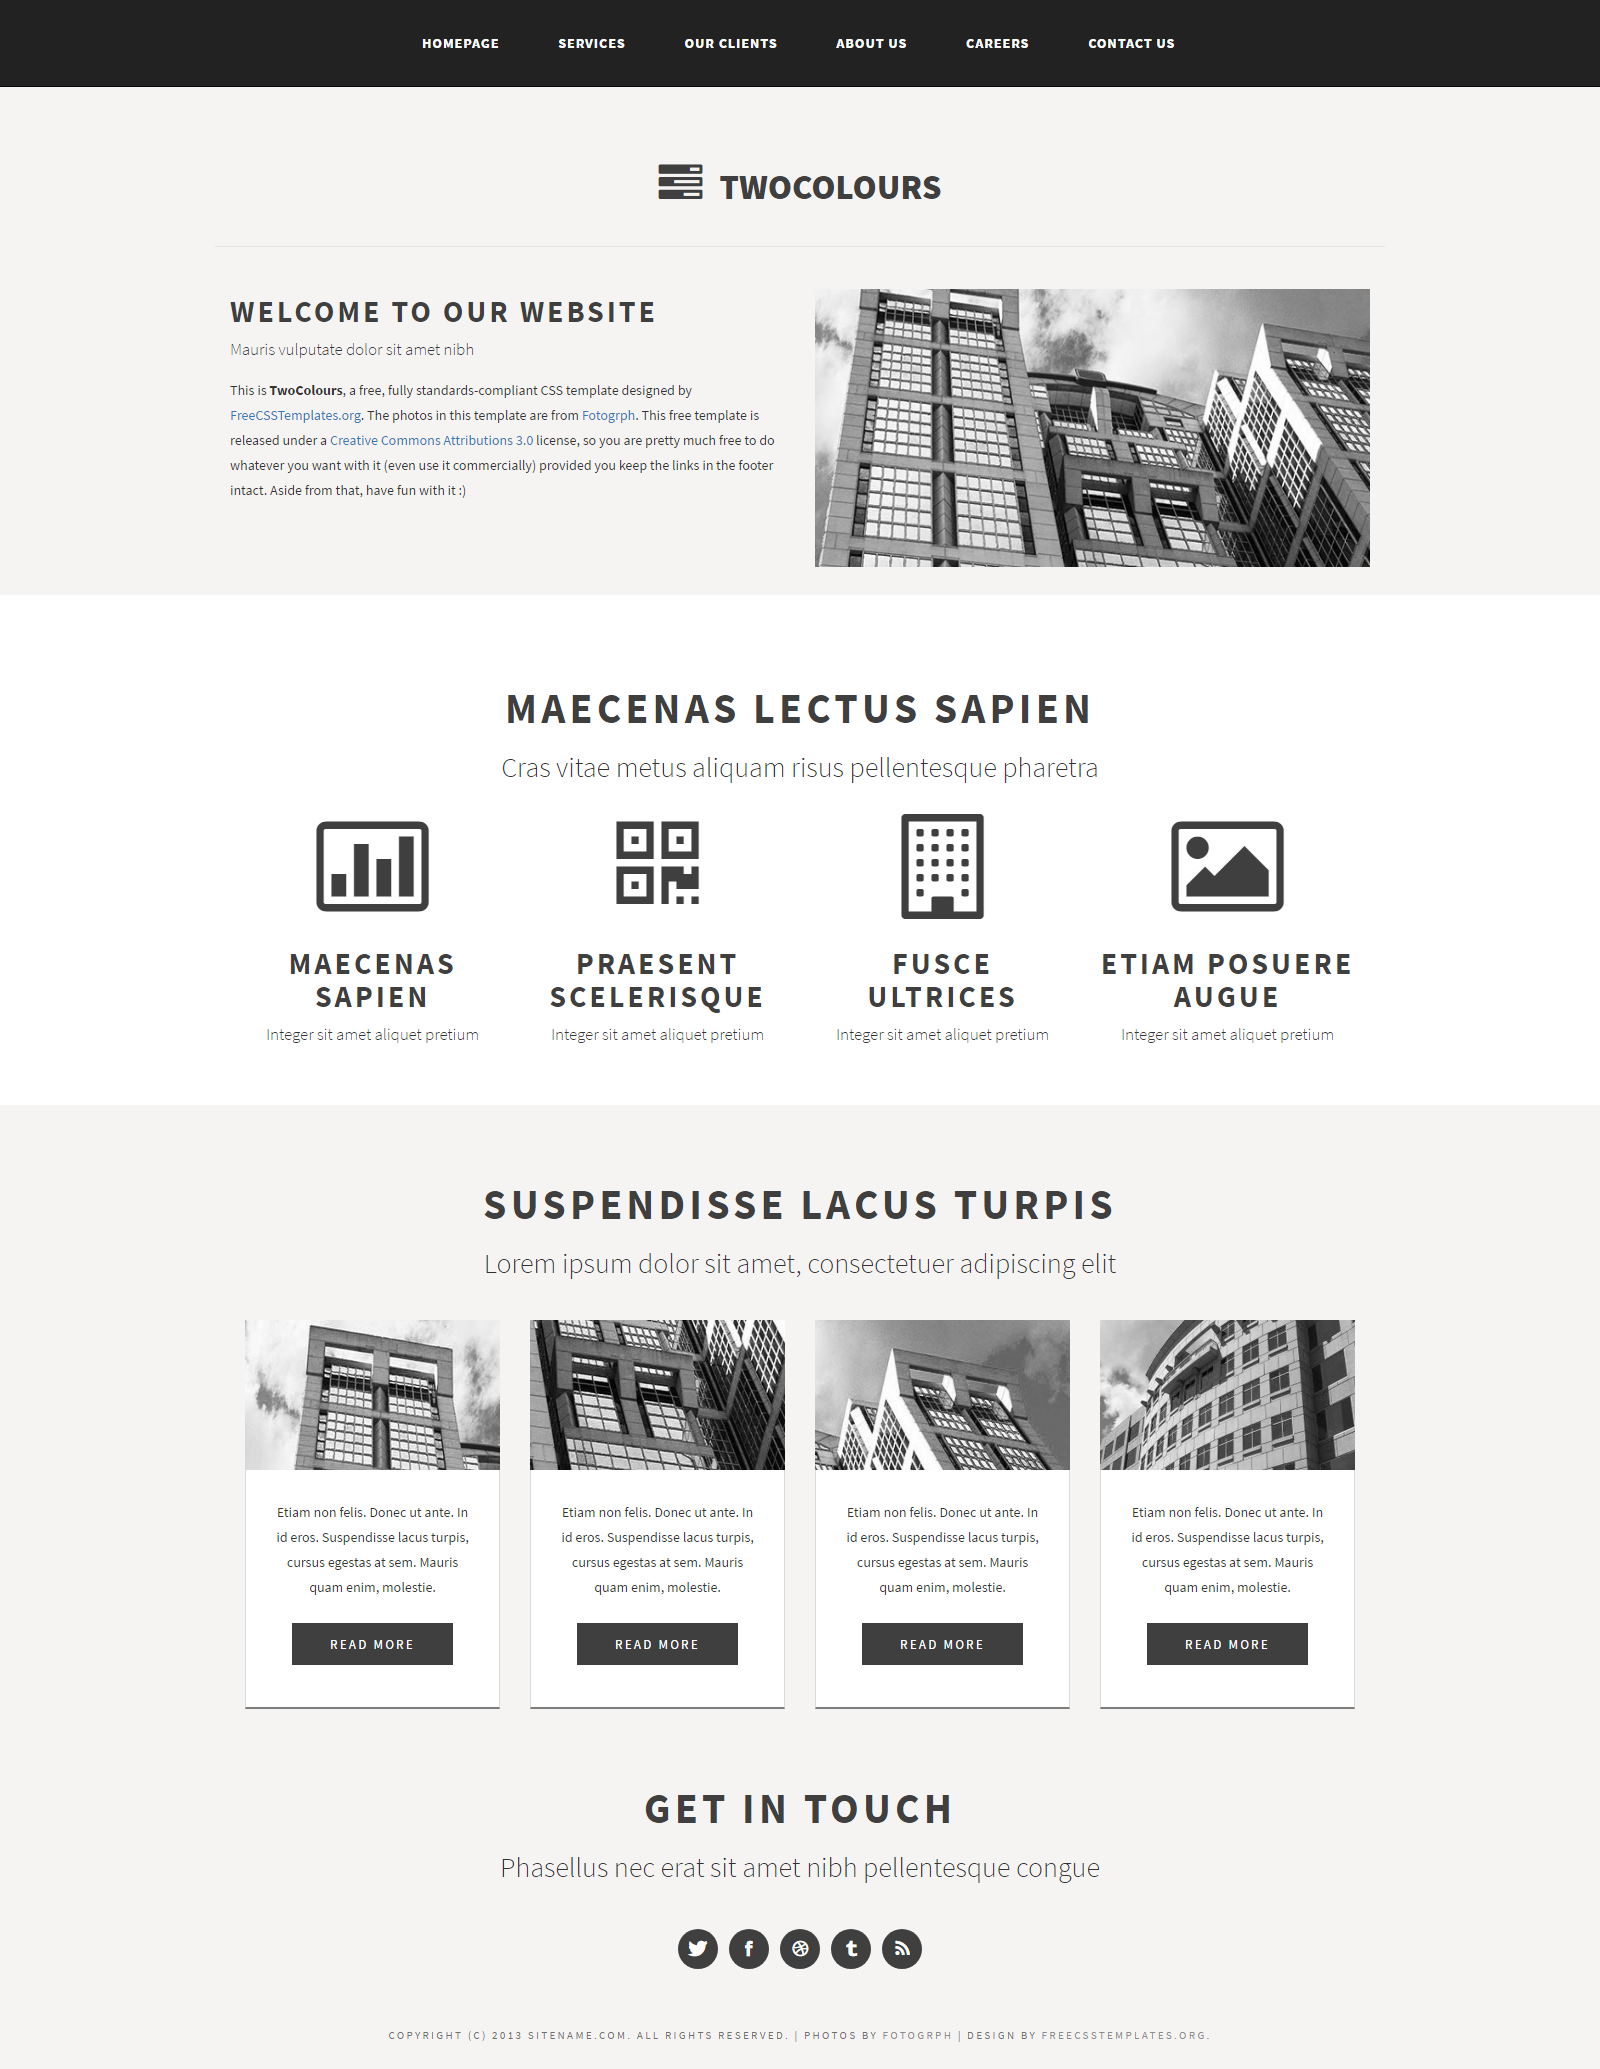 HOMEPAGE SERVICES OUR CLIENTS ABOUT US CAREERS CONTACT US
TWOCOLOURS
WELCOME TO OUR WEBSITE
Mauris vulputate dolor sit amet nibh
This is TwoColours, a free, fully standards-compliant CSS template designed by
FreeCSSTemplates.org. The photos in this template are from Fotogrph. This free template is
released under a Creative Commons Attributions 3.0 license, so you are pretty much free to do
whatever you want with it (even use it commercially) provided you keep the links in the footer
intact. Aside from that, have fun with it :)
MAECENAS LECTUS SAPIEN
Cras vitae metus aliquam risus pellentesque pharetra
MAECENAS
SAPIEN
Integer sit amet aliquet pretium
PRAESENT
SCELERISQUE
Integer sit amet aliquet pretium
FUSCE
ULTRICES
Integer sit amet aliquet pretium
ETIAM POSUERE
AUGUE
Integer sit amet aliquet pretium
SUSPENDISSE LACUS TURPIS
Lorem ipsum dolor sit amet, consectetuer adipiscing elit
Etiam non felis. Donec ut ante. In
id eros. Suspendisse lacus turpis,
cursus egestas at sem. Mauris
quam enim, molestie.
READ MORE
Etiam non felis. Donec ut ante. In
id eros. Suspendisse lacus turpis,
cursus egestas at sem. Mauris
quam enim, molestie.
READ MORE
Etiam non felis. Donec ut ante. In
id eros. Suspendisse lacus turpis,
cursus egestas at sem. Mauris
quam enim, molestie.
READ MORE
Etiam non felis. Donec ut ante. In
id eros. Suspendisse lacus turpis,
cursus egestas at sem. Mauris
quam enim, molestie.
READ MORE
GET IN TOUCH
Phasellus nec erat sit amet nibh pellentesque congue
COPYRIGHT (C) 2013 SITENAME.COM. ALL RIGHTS RESERVED. | PHOTOS BY FOTOGRPH | DESIGN BY FREECSSTEMPLATES.ORG.